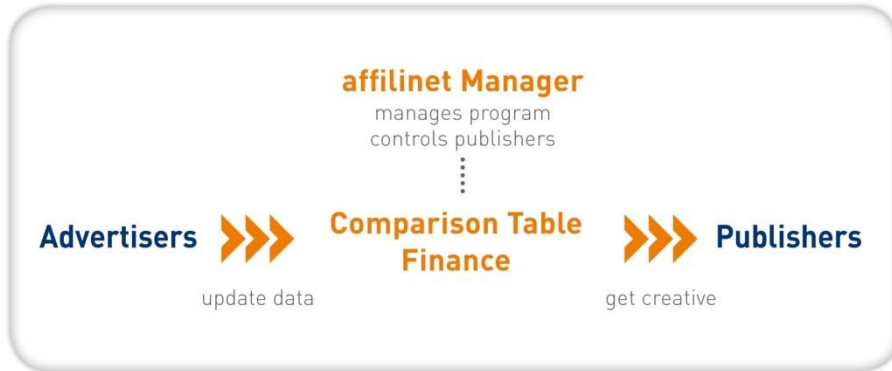 affilinet Manager
manages program
controls publishers
Advertisers
Comparison Table
Finance
Publishers
update data
get creative